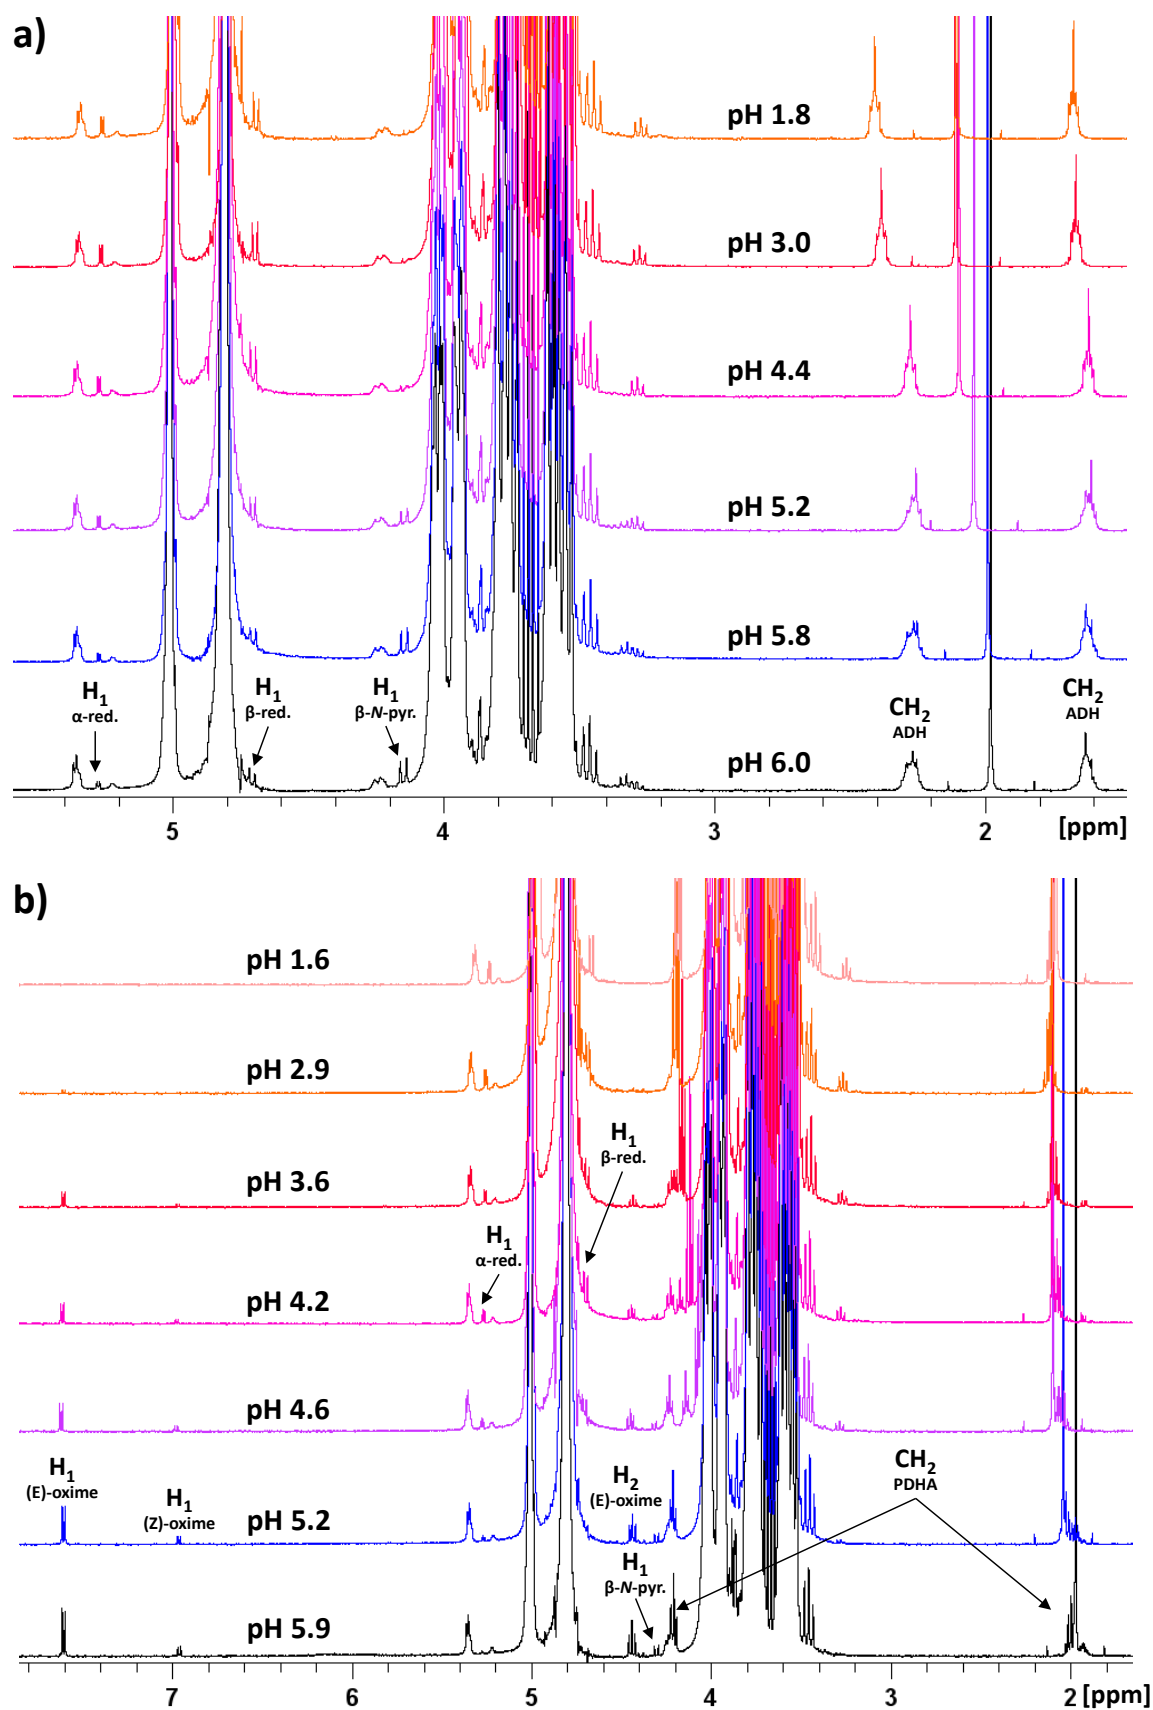 a)
pH 1.8
pH 3.0
pH 4.4
pH 5.2
pH 5.8
H1
α-red.
H1
β-red.
H1
β-N-pyr.
CH2
ADH
CH2
ADH
pH 6.0
5 4 3 2 [ppm]
b)
pH 1.6
pH 2.9
H1
β-red.
pH 3.6
H1
α-red.
pH 4.2
pH 4.6
CH2
PDHA
H1
(E)-oxime
H1
(Z)-oxime
pH 5.2
H2
(E)-oxime
H1
β-N-pyr.
pH 5.9
7 6 5 4 3 2 [ppm]